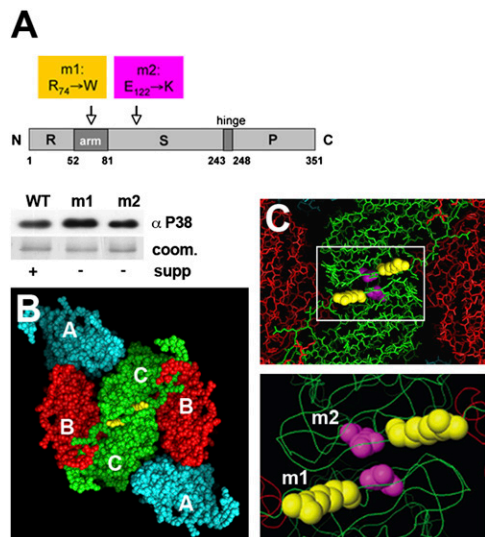 A
m1:
R74→W
m2:
E122→K
hinge
N R arm S P C
1 52 81 243 248 351
WT m1 m2
α P38
coom.
+ - - supp
B
A
C
B B
C
A
C
m2
m1